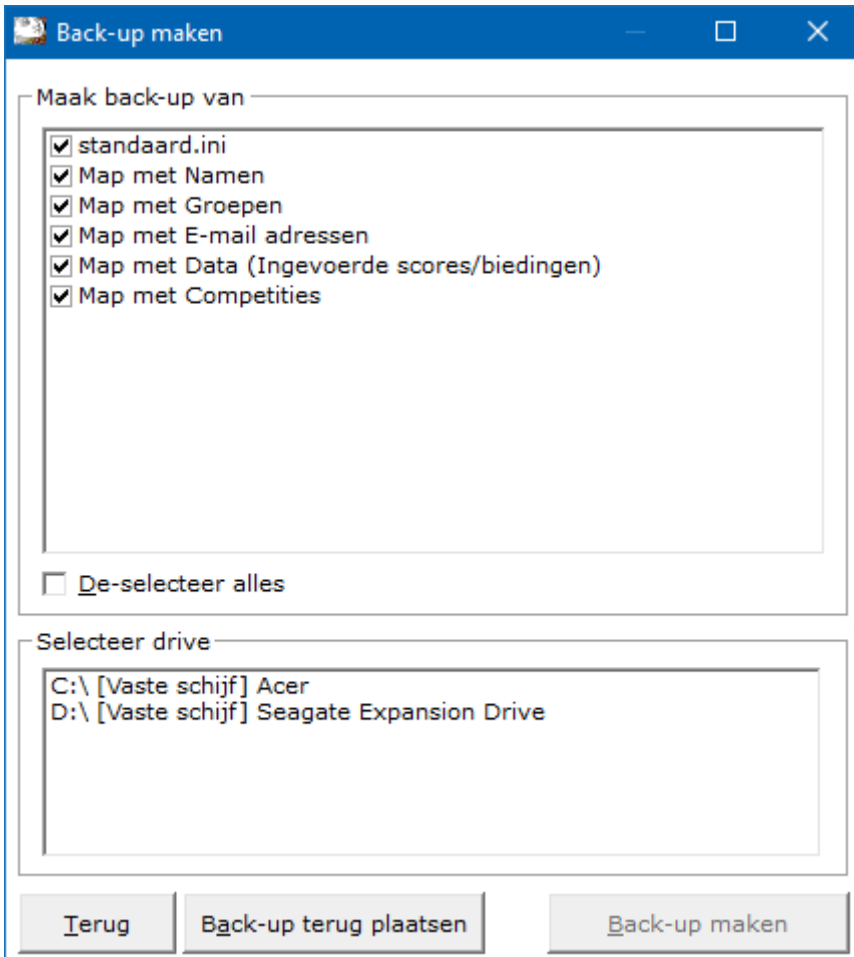 Back-up maken
Maak back-up van
standaard.ini
Map met Namen
Map met Groepen
Map met E-mail adressen
Map met Data (Ingevoerde scores/biedingen)
Map met Competities
De-selecteer alles
Selecteer drive
C:\ [Vaste schijf] Acer
D:\ [Vaste schijf] Seagate Expansion Drive
Terug
Back-up terug plaatsen
Back-up maken